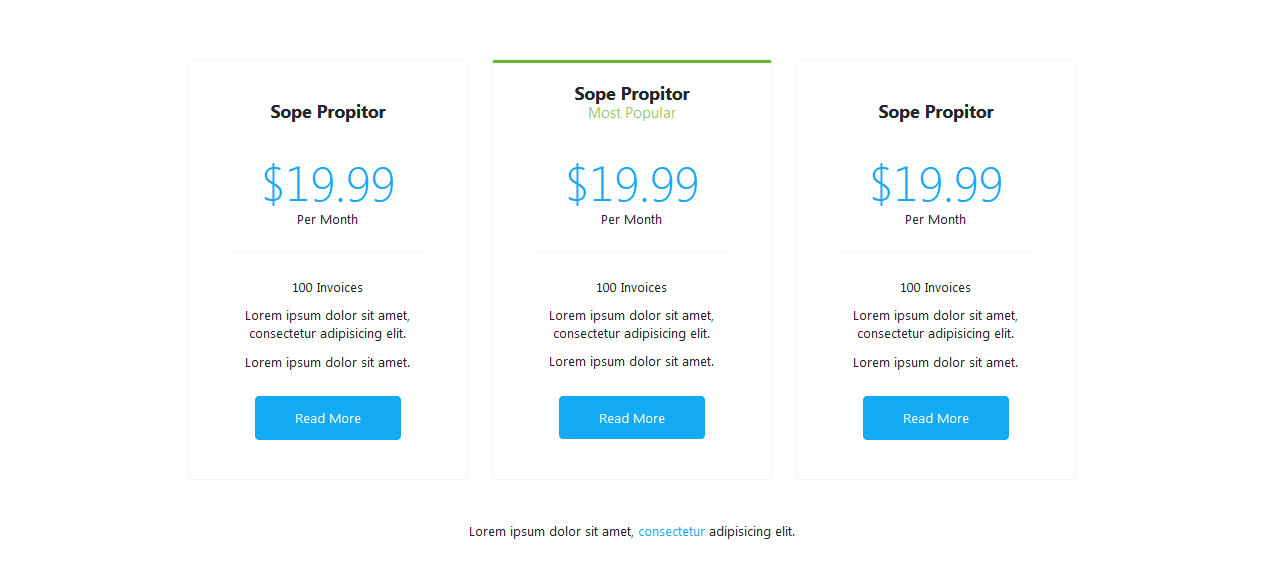 Sope Propitor
$19.99
Per Month
100 Invoices
Lorem ipsum dolor sit amet,
consectetur adipisicing elit.
Lorem ipsum dolor sit amet.
Read More
Sope Propitor
Most Popular
$19.99
Per Month
100 Invoices
Lorem ipsum dolor sit amet,
consectetur adipisicing elit.
Lorem ipsum dolor sit amet.
Read More
Sope Propitor
$19.99
Per Month
100 Invoices
Lorem ipsum dolor sit amet,
consectetur adipisicing elit.
Lorem ipsum dolor sit amet.
Read More
Lorem ipsum dolor sit amet, consectetur adipisicing elit.